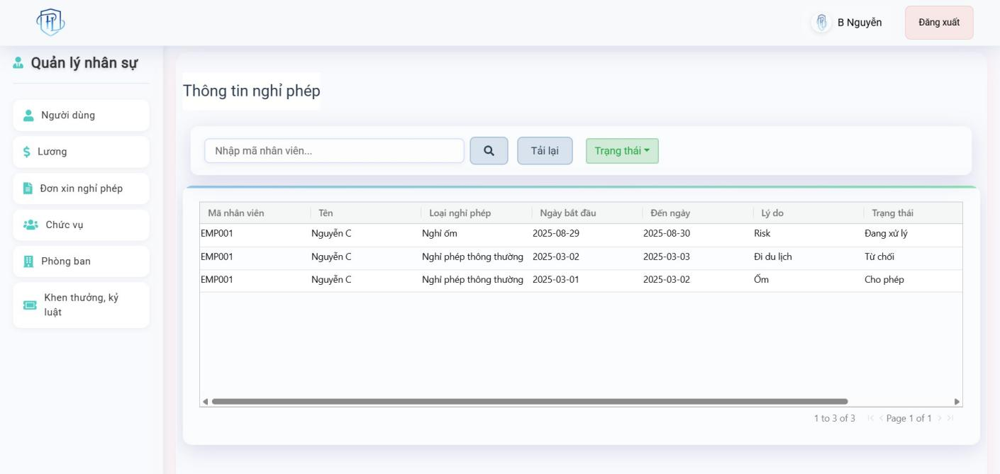 B Nguyễn
Đăng xuất
Quản lý nhân sự
Người dùng
Lương
Đơn xin nghỉ phép
Chức vụ
Phòng ban
Khen thưởng, kỷ
luật
Thông tin nghỉ phép
Nhập mã nhân viên...
Tải lại
Trạng thái
Mã nhân viên Tên Loại nghỉ phép Ngày bắt đầu Đến ngày Lý do Trạng thái
EMP001 Nguyễn C Nghỉ ốm 2025-08-29 2025-08-30 Risk Đang xử lý
EMP001 Nguyễn C Nghỉ phép thông thường 2025-03-02 2025-03-03 Đi du lịch Từ chối
EMP001 Nguyễn C Nghỉ phép thông thường 2025-03-01 2025-03-02 Ốm Cho phép
1 to 3 of 3 Page 1 of 1